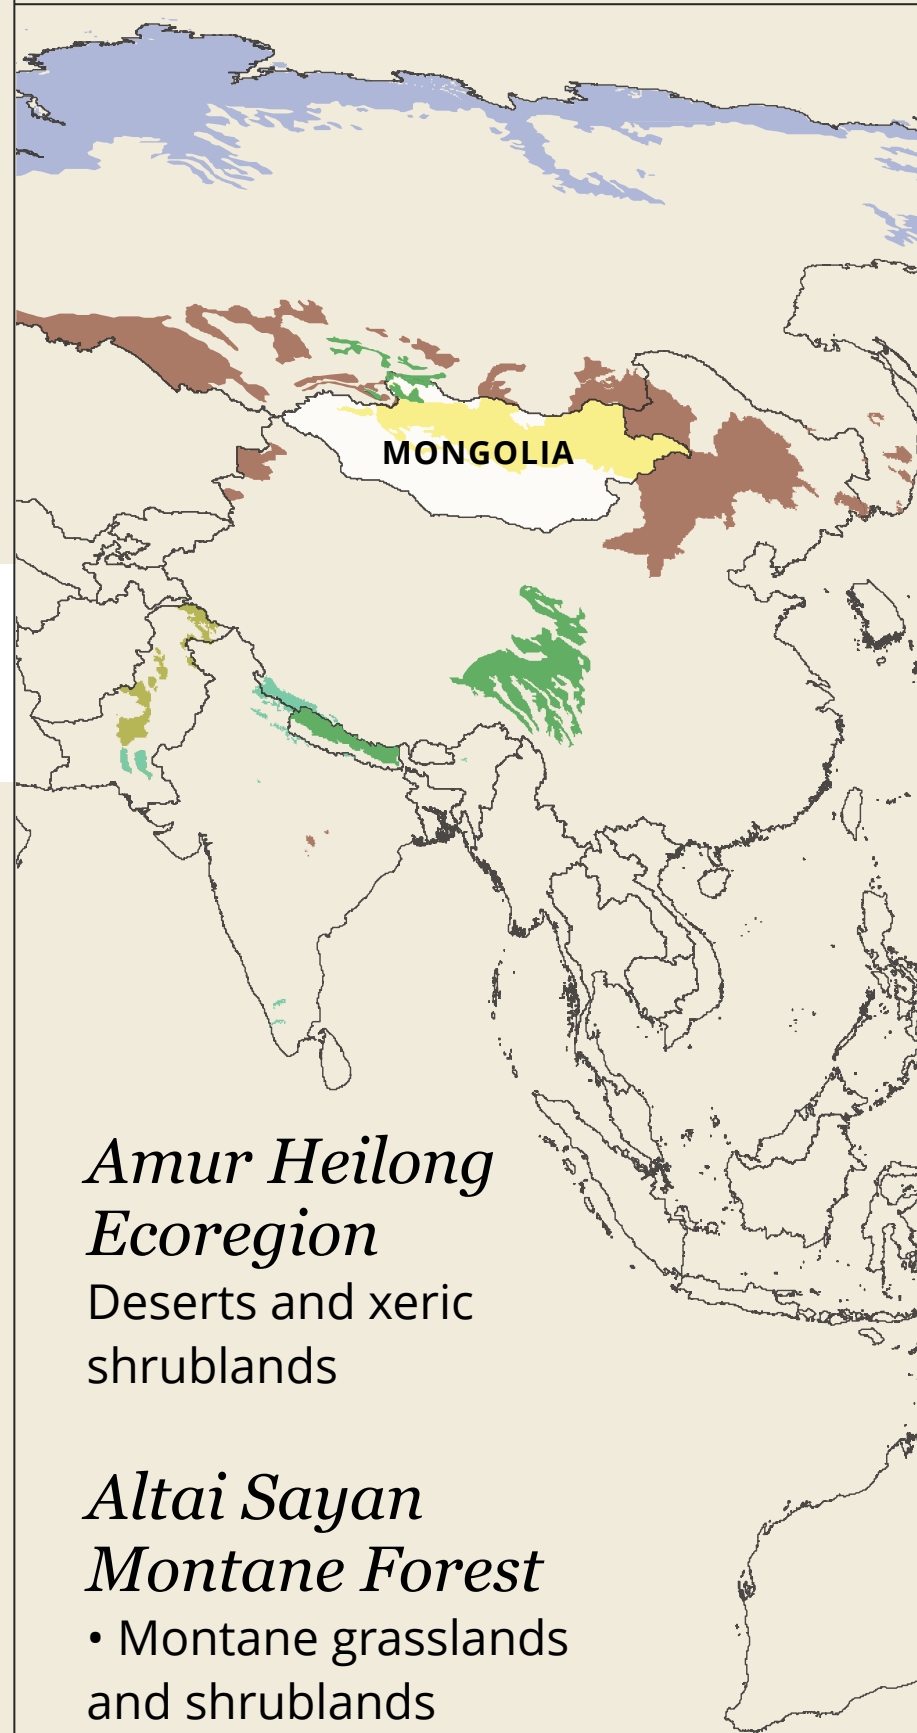 MONGOLIA
Amur Heilong
Ecoregion
Deserts and xeric
shrublands
Altai Sayan
Montane Forest
• Montane grasslands
and shrublands